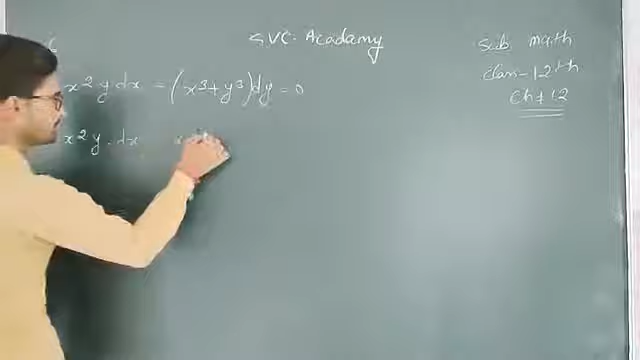 SVC Acadamy
Sub. math
class-12th
Ch + 12
x² y dx = (x³ + y³) dy = 0
x² y . dx